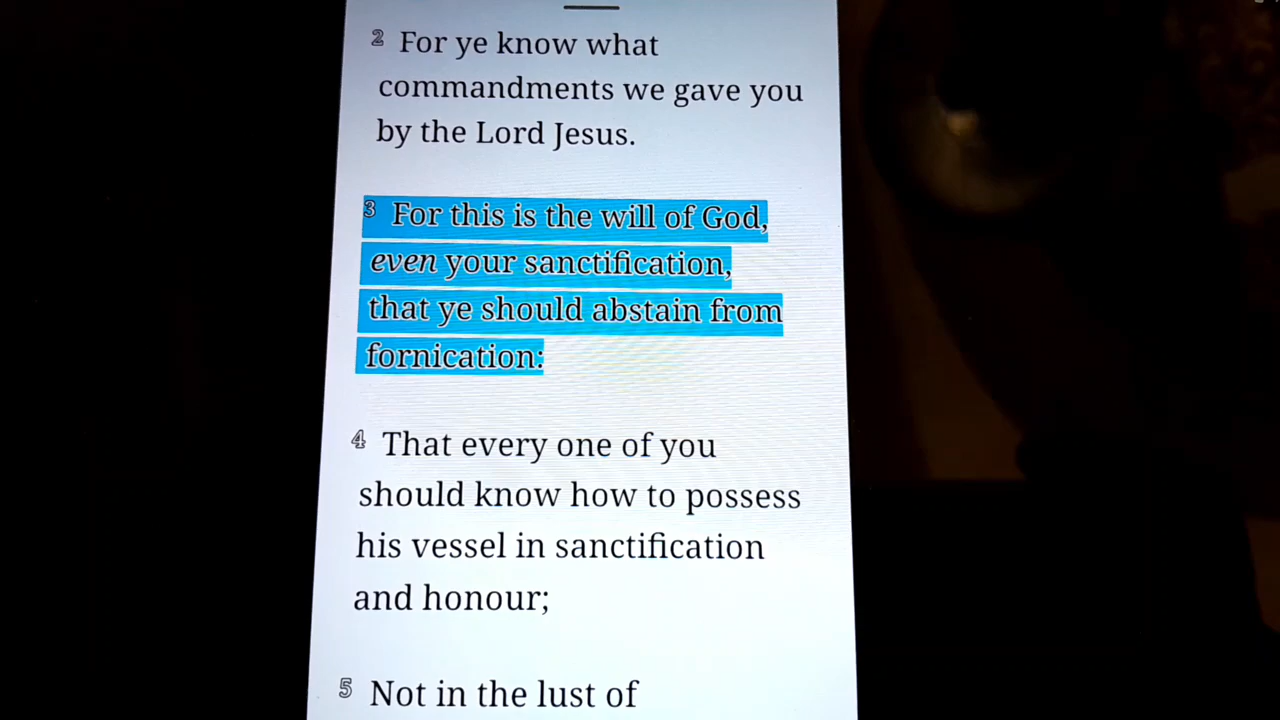 2 For ye know what
commandments we gave you
by the Lord Jesus.
3 For this is the will of God,
even your sanctification,
that ye should abstain from
fornication:
4 That every one of you
should know how to possess
his vessel in sanctification
and honour;
5 Not in the lust of